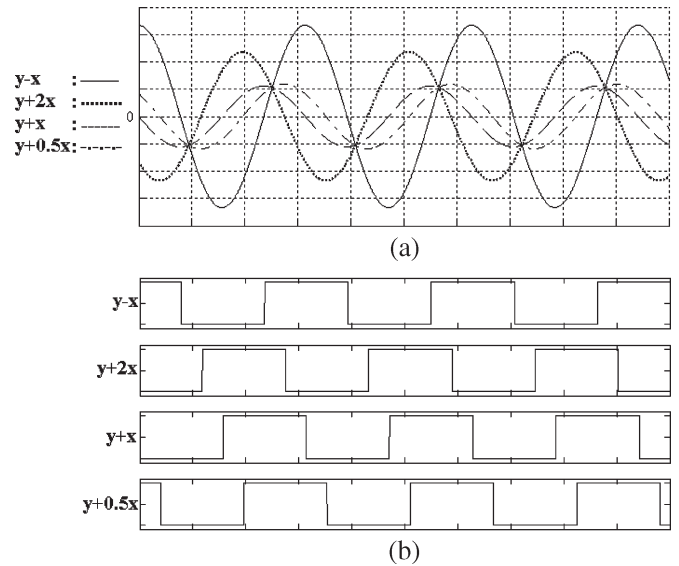 y-x :
y+2x :
y+x :
y+0.5x:
0
(a)
y-x
y+2x
y+x
y+0.5x
(b)